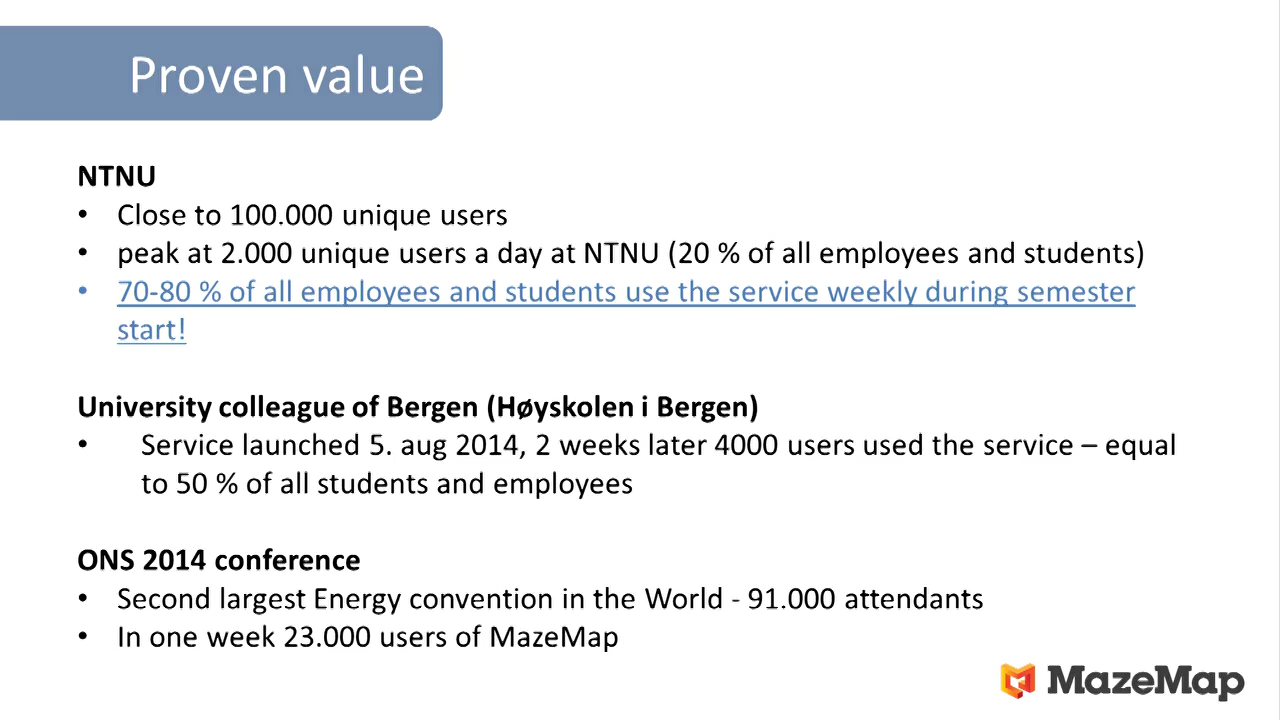 Proven value
NTNU
• Close to 100.000 unique users
• peak at 2.000 unique users a day at NTNU (20 % of all employees and students)
• 70-80 % of all employees and students use the service weekly during semester
start!
University colleague of Bergen (Høyskolen i Bergen)
• Service launched 5. aug 2014, 2 weeks later 4000 users used the service – equal
to 50 % of all students and employees
ONS 2014 conference
• Second largest Energy convention in the World - 91.000 attendants
• In one week 23.000 users of MazeMap
MazeMap